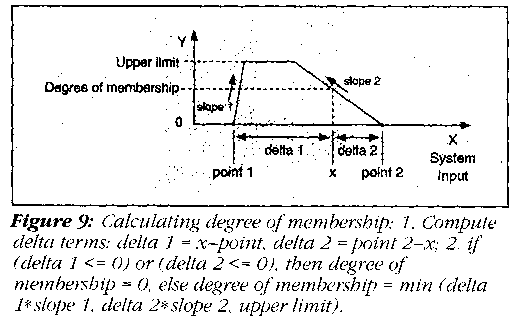 Y
Upper limit
Degree of membership
slope 1
slope 2
0
delta 1
delta 2
X
point 1
x
point 2
System
Input
Figure 9: Calculating degree of membership: 1. Compute
delta terms: delta 1 = x–point, delta 2 = point 2–x; 2. if
(delta 1 <= 0) or (delta 2 <= 0), then degree of
membership = 0, else degree of membership = min (delta
1*slope 1, delta 2*slope 2, upper limit).